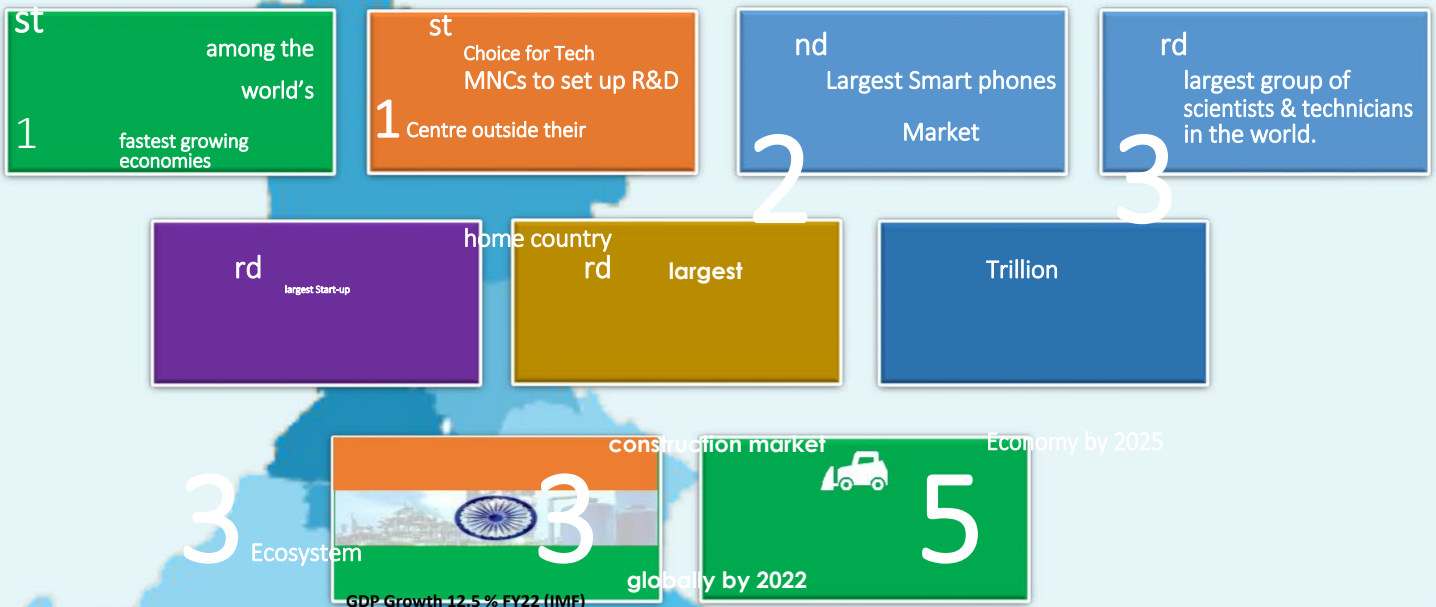 st
among the
world's
1
fastest growing
economies
st
Choice for Tech
MNCs to set up R&D
1 Centre outside their
home country
nd
Largest Smart phones
Market
2
rd
largest group of
scientists & technicians
in the world.
3
rd
largest Start-up
3 Ecosystem
rd largest
construction market
3
globally by 2022
Trillion
Economy by 2025
5
GDP Growth 12.5 % FY22 (IMF)